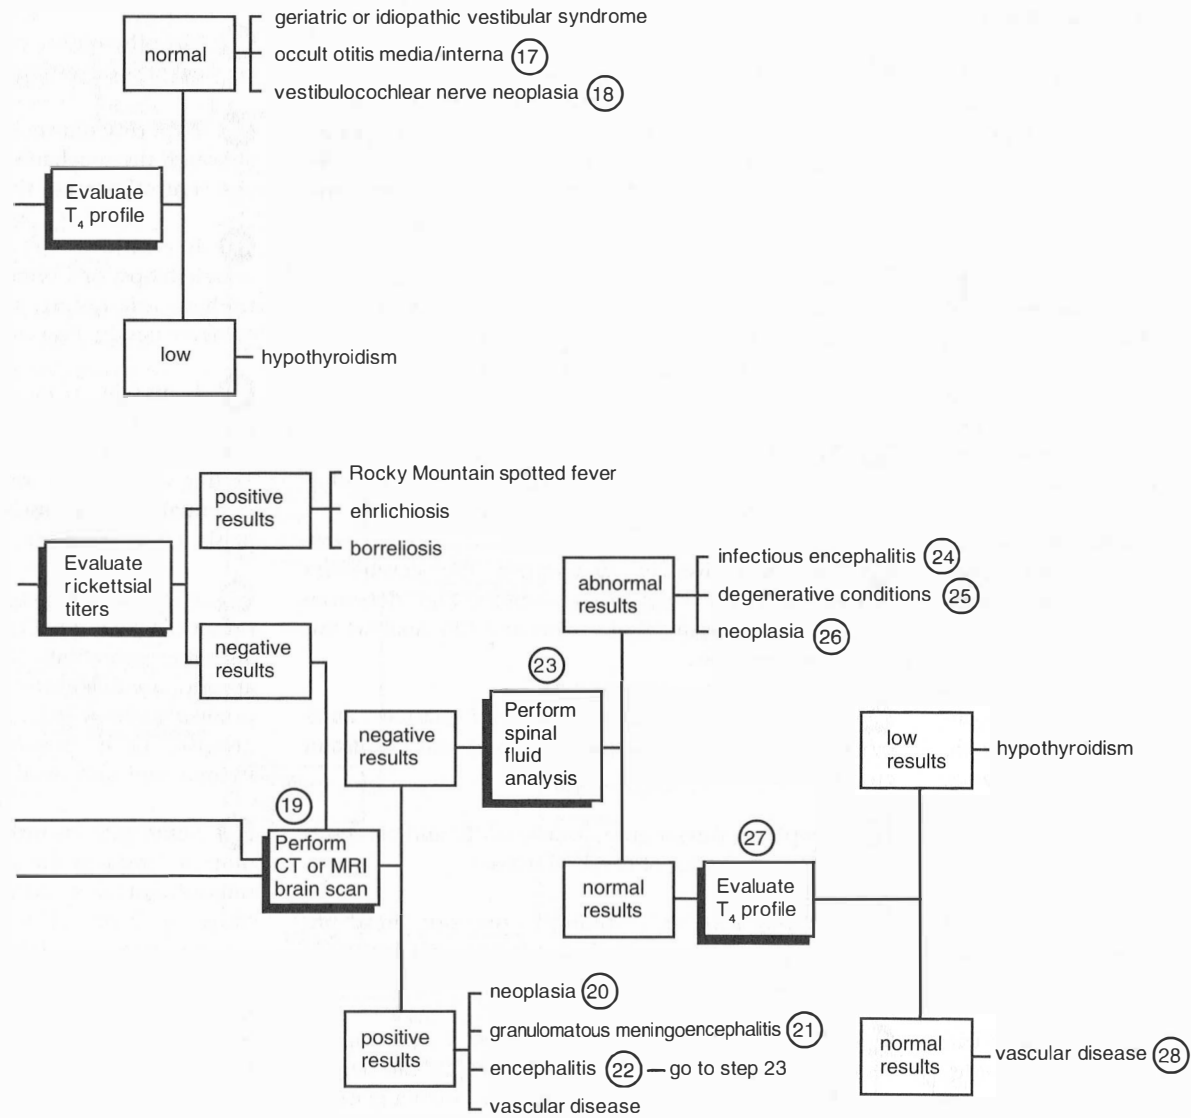 geriatric or idiopathic vestibular syndrome
normal
occult otitis media/interna 17
vestibulocochlear nerve neoplasia 18
Evaluate
T4 profile
low
hypothyroidism
Rocky Mountain spotted fever
positive
results
ehrlichiosis
borreliosis
Evaluate
rickettsial
titers
negative
results
infectious encephalitis 24
abnormal
results
degenerative conditions 25
neoplasia 26
23
Perform
spinal
fluid
analysis
negative
results
low
results
hypothyroidism
19
Perform
CT or MRI
brain scan
27
normal
results
Evaluate
T4 profile
neoplasia 20
positive
results
granulomatous meningoencephalitis 21
encephalitis 22 — go to step 23
vascular disease
normal
results
vascular disease 28